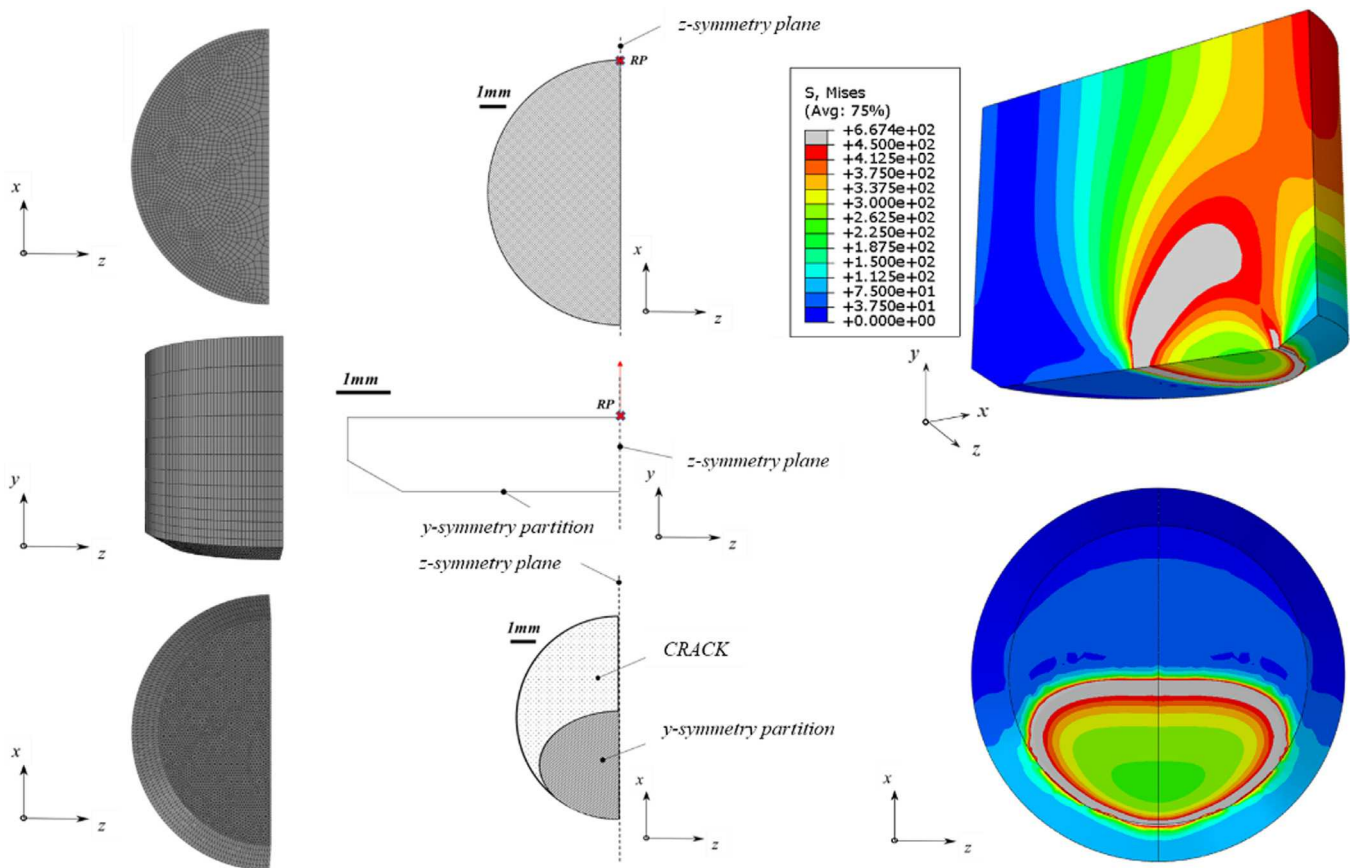 x
z
y
z
x
z
z-symmetry plane
RP
1mm
x
z
1mm
RP
z-symmetry plane
y
z
y-symmetry partition
z-symmetry plane
1mm
CRACK
y-symmetry partition
x
z
S, Mises
(Avg: 75%)
+6.674e+02
+4.500e+02
+4.125e+02
+3.750e+02
+3.375e+02
+3.000e+02
+2.625e+02
+2.250e+02
+1.875e+02
+1.500e+02
+1.125e+02
+7.500e+01
+3.750e+01
+0.000e+00
y
x
z
x
z